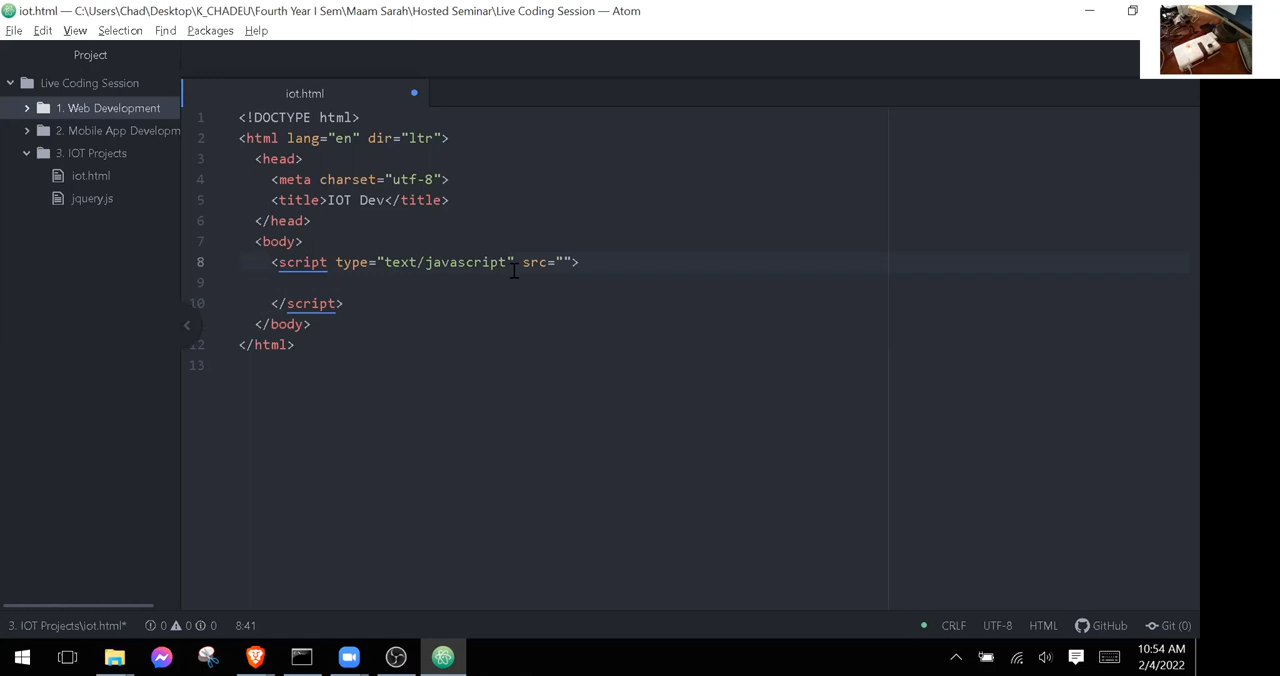 iot.html — C:\Users\Chad\Desktop\K_CHADEU\Fourth Year I Sem\Maam Sarah\Hosted Seminar\Live Coding Session — Atom
File Edit View Selection Find Packages Help
Project
Live Coding Session
1. Web Development
2. Mobile App Developm
3. IOT Projects
iot.html
jquery.js
iot.html
1 <!DOCTYPE html>
2 <html lang="en" dir="ltr">
3 <head>
4 <meta charset="utf-8">
5 <title>IOT Dev</title>
6 </head>
7 <body>
8 <script type="text/javascript" src="">
9
10 </script>
</body>
12 </html>
13
3. IOT Projects\iot.html* 0 0 0 8:41 CRLF UTF-8 HTML GitHub Git (0)
10:54 AM
2/4/2022